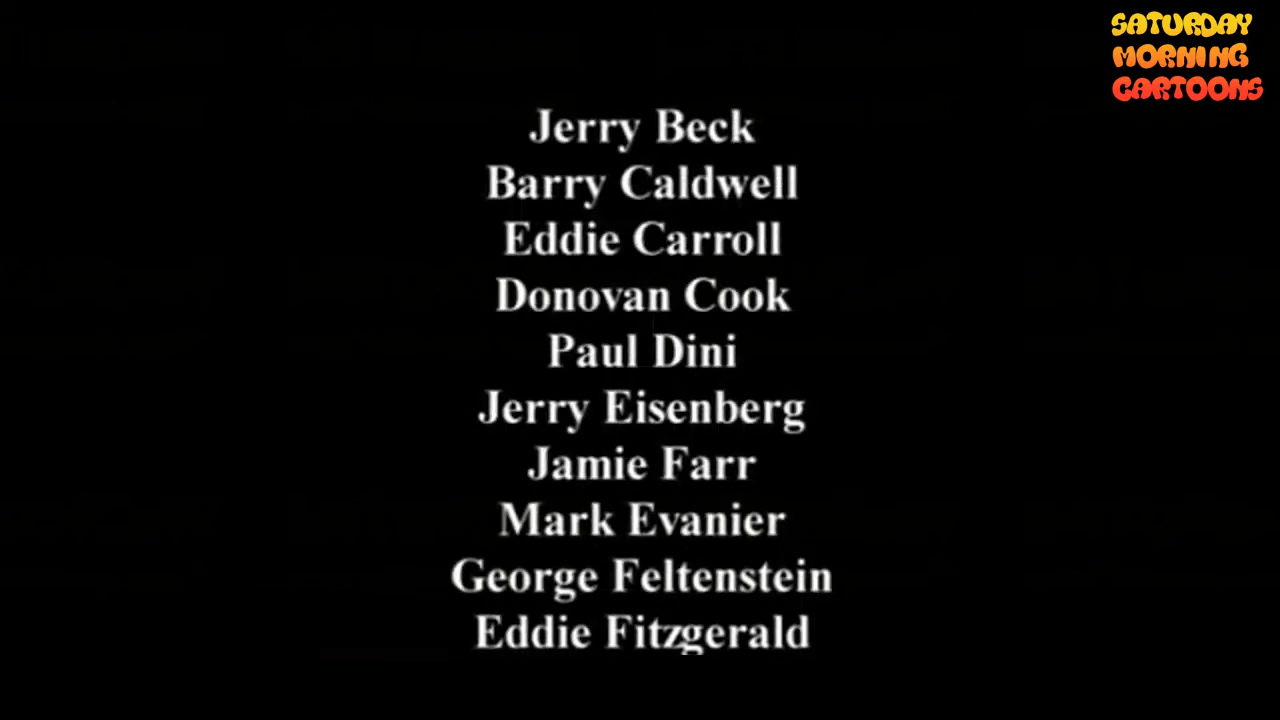 SATURDAY
MORNING
CARTOONS
Jerry Beck
Barry Caldwell
Eddie Carroll
Donovan Cook
Paul Dini
Jerry Eisenberg
Jamie Farr
Mark Evanier
George Feltenstein
Eddie Fitzgerald